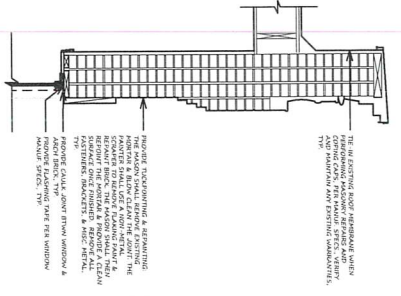 TIE-IN EXISTING ROOF MEMBRANE WHEN
PERFORMING MASONRY REPAIRS AND
COPING CAPS, PER MANUF. SPECS. VERIFY
AND MAINTAIN ANY EXISTING WARRANTIES,
TYP.
PROVIDE TUCKPOINTING & REPAINTING:
THE MASON SHALL REMOVE EXISTING
MORTAR & BLOW CLEAN THE JOINT. THE
PAINTER SHALL USE A NON-METAL
SCRAPER TO REMOVE FLAKING PAINT &
REPAINT BRICK. THE MASON SHALL THEN
REPOINT THE MORTAR & PROVIDE A CLEAN
SURFACE ONCE FINISHED. REMOVE ALL
FASTENERS, BRACKETS, & MISC. METAL,
TYP.
PROVIDE CAULK JOINT BTWN WINDOW &
ARCH BRICK, TYP.
PROVIDE FLASHING TAPE PER WINDOW
MANUF. SPECS, TYP.